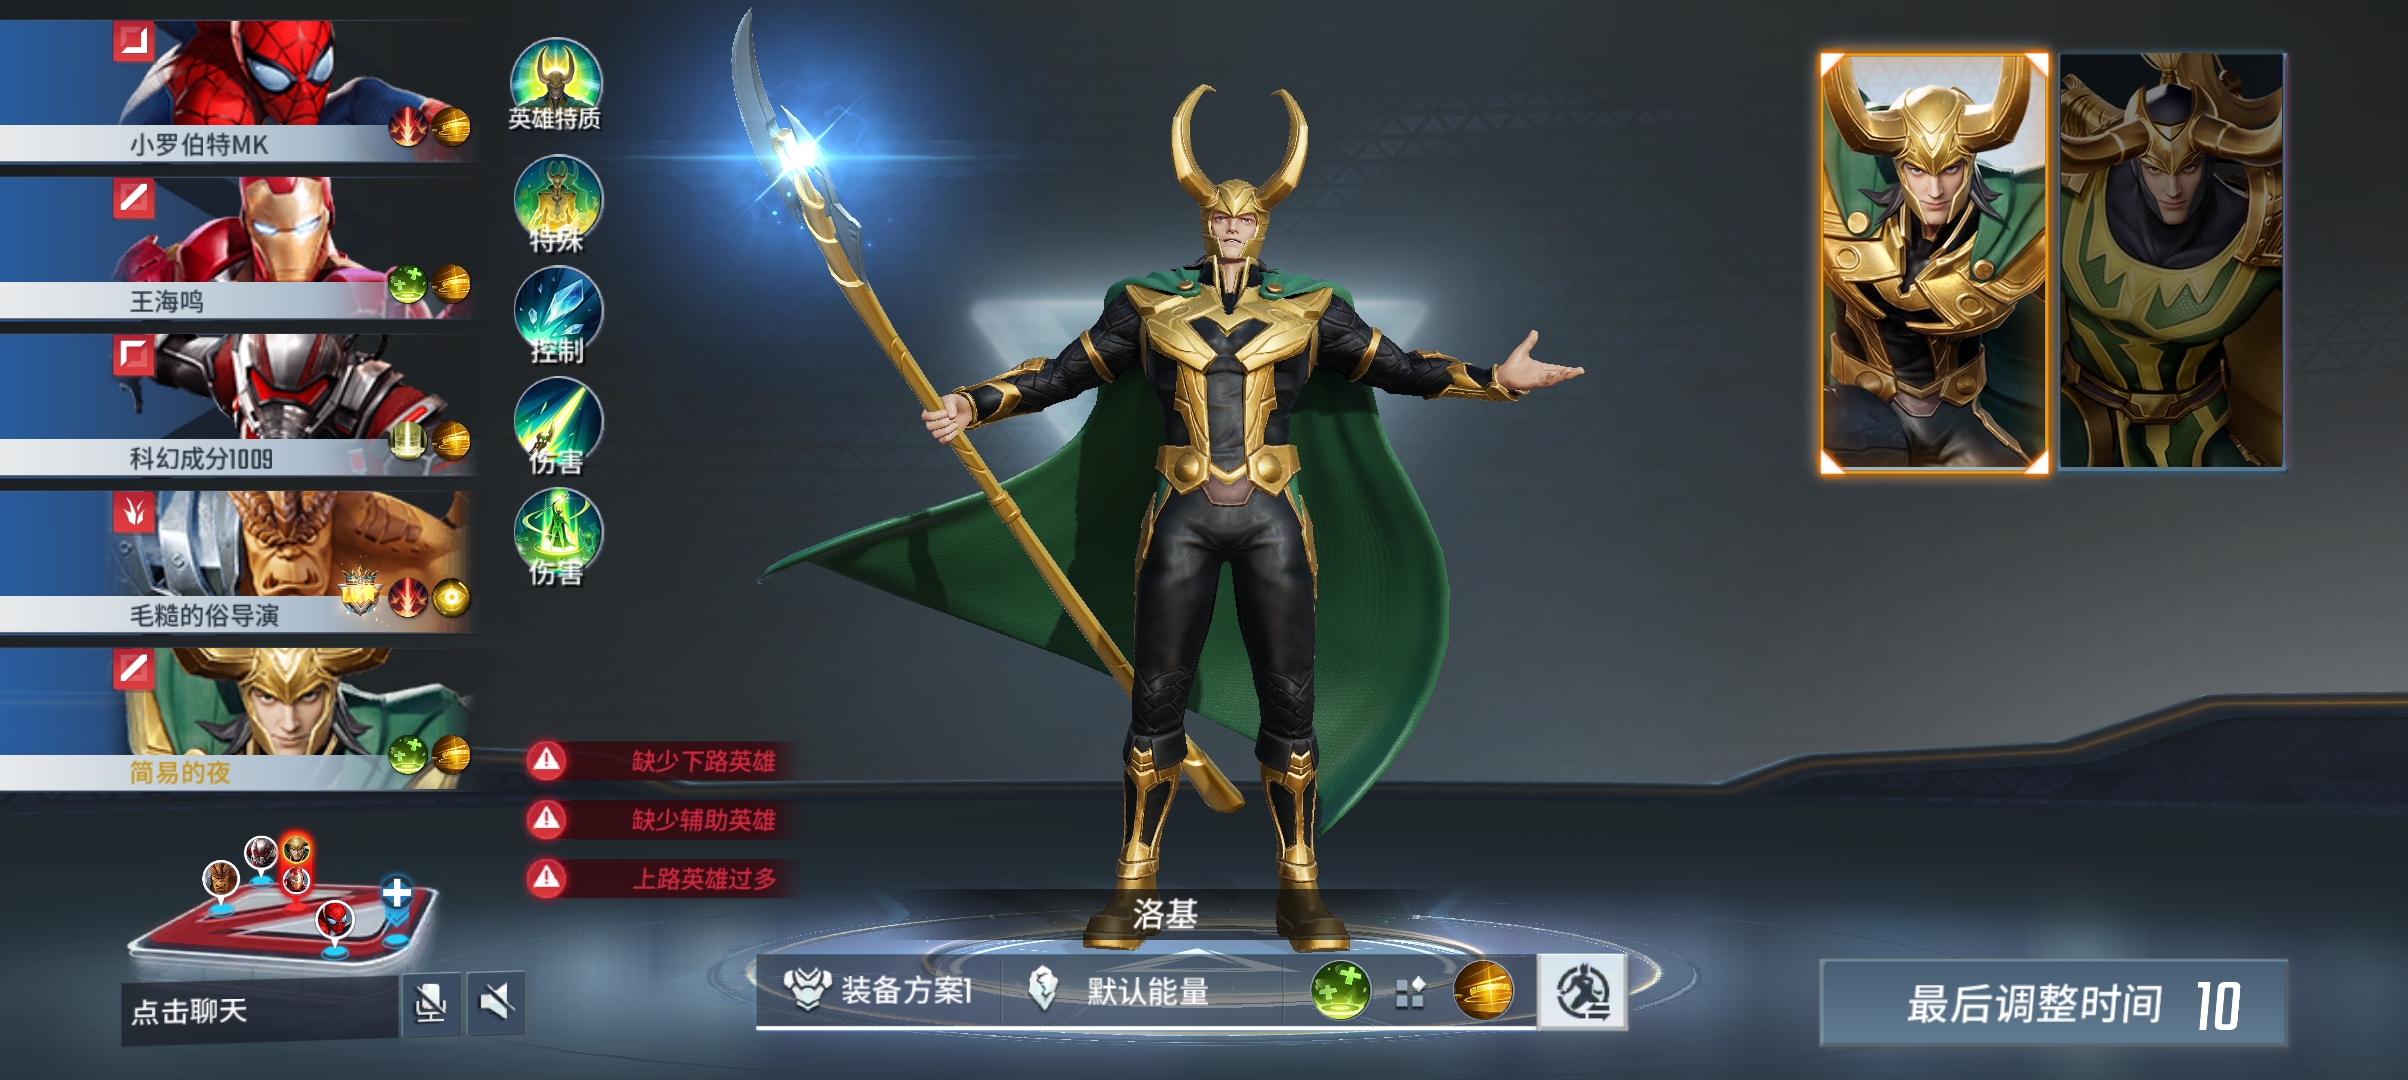 小罗伯特MK
王海鸣
科幻成分1009
毛糙的俗导演
简易的夜
英雄特质
特殊
控制
伤害
伤害
缺少下路英雄
缺少辅助英雄
上路英雄过多
点击聊天
洛基
装备方案1
默认能量
最后调整时间 10